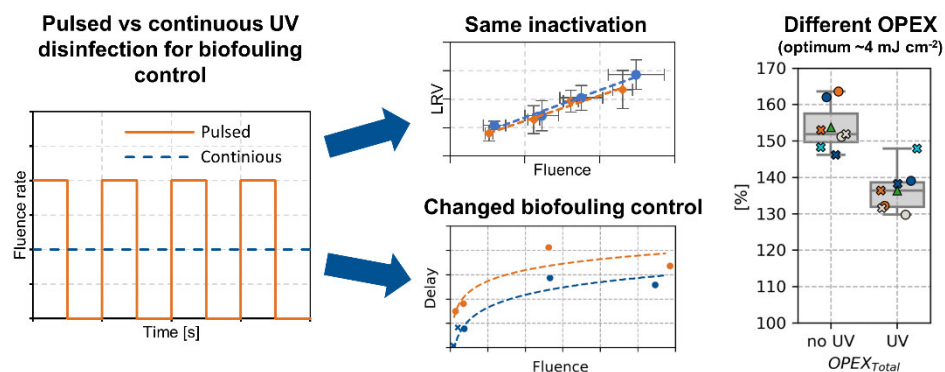 Pulsed vs continuous UV
disinfection for biofouling
control
Fluence rate
Pulsed
Continious
Time [s]
Same inactivation
LRV
Fluence
Changed biofouling control
Delay
Fluence
Different OPEX
(optimum ~4 mJ cm-2)
[%]
170
160
150
140
130
120
110
100
no UV UV
OPEXTotal